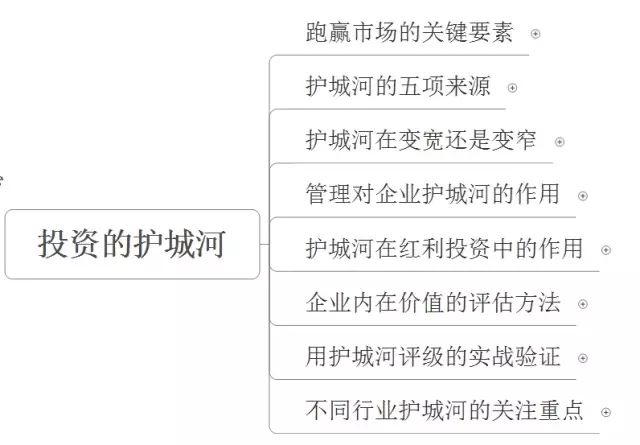 跑赢市场的关键要素
护城河的五项来源
护城河在变宽还是变窄
管理对企业护城河的作用
投资的护城河
护城河在红利投资中的作用
企业内在价值的评估方法
用护城河评级的实战验证
不同行业护城河的关注重点